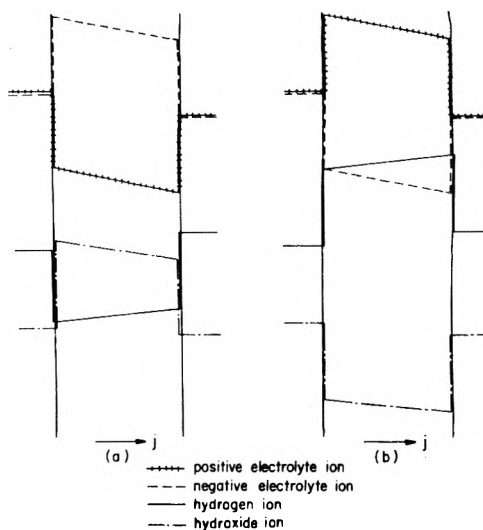 j
j
(a)
(b)
positive electrolyte ion
negative electrolyte ion
hydrogen ion
hydroxide ion